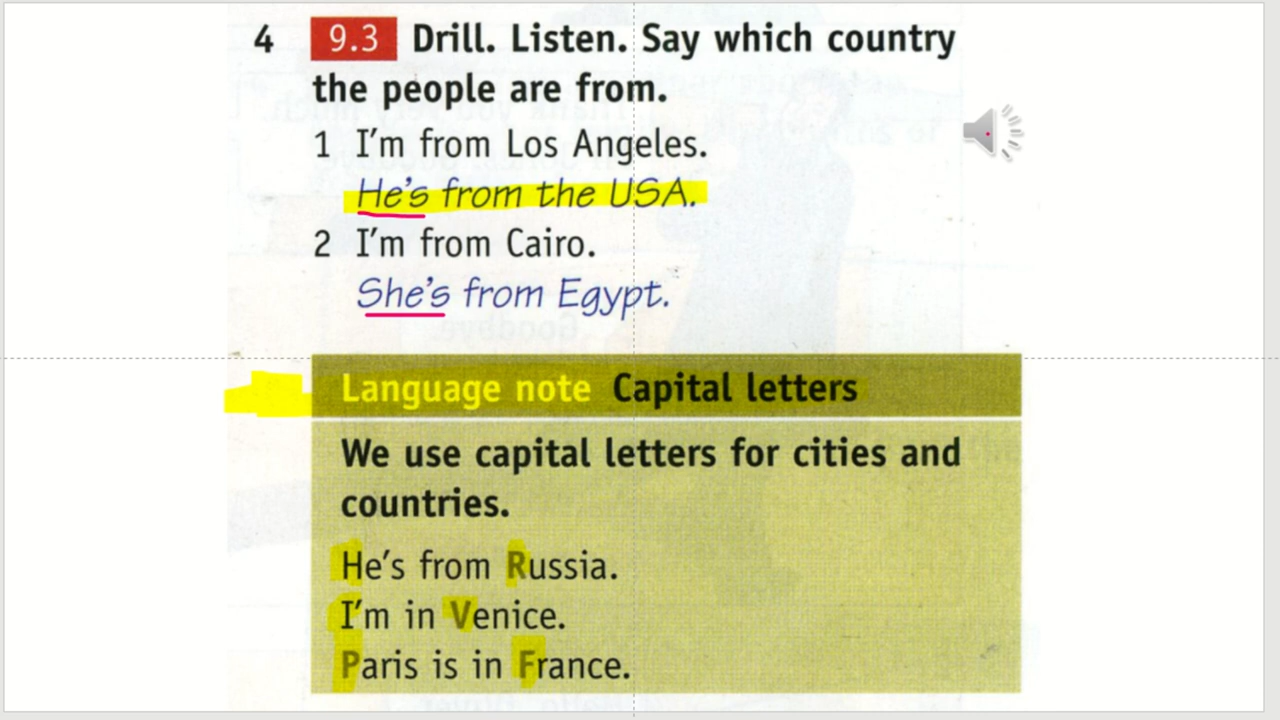 4 9.3 Drill. Listen. Say which country
the people are from.
1 I'm from Los Angeles.
He's from the USA.
2 I'm from Cairo.
She's from Egypt.
Language note Capital letters
We use capital letters for cities and
countries.
He's from Russia.
I'm in Venice.
Paris is in France.